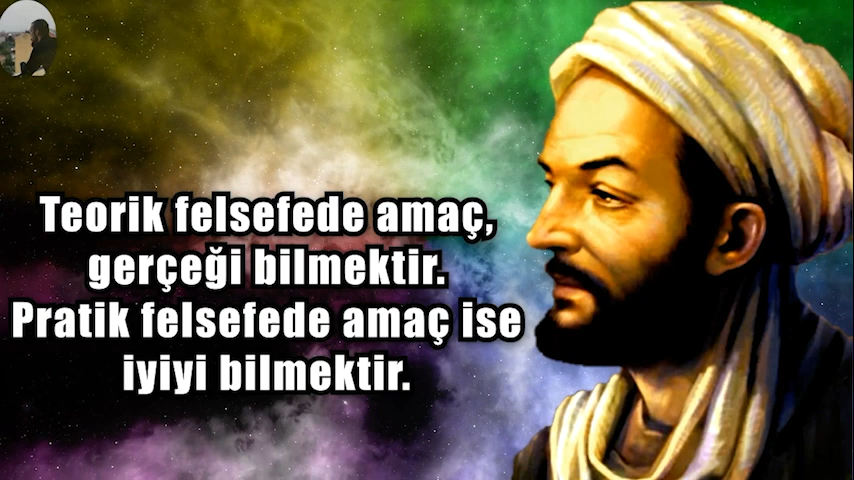 Teorik felsefede amaç,
gerçeği bilmektir.
Pratik felsefede amaç ise
iyiyi bilmektir.